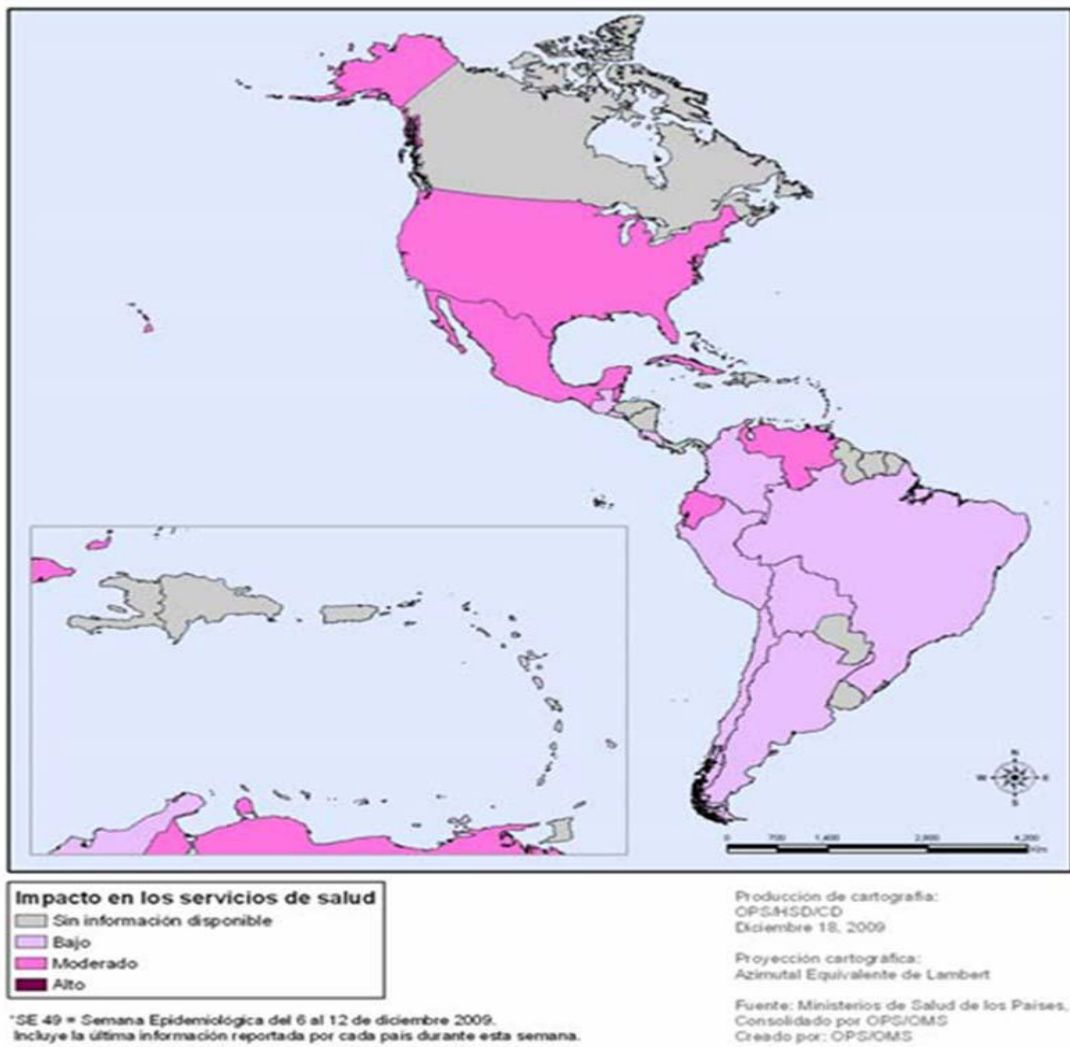 N
W E
S
0 700 1,400 2,800 4,200
Km
Impacto en los servicios de salud
Sin información disponible
Bajo
Moderado
Alto
*SE 49 = Semana Epidemiológica del 6 al 12 de diciembre 2009.
Incluye la última información reportada por cada país durante esta semana.
Producción de cartografía:
OPS/HSD/CD
Diciembre 18, 2009
Proyección cartográfica:
Azimutal Equivalente de Lambert
Fuente: Ministerios de Salud de los Países.
Consolidado por OPS/OMS
Creado por: OPS/OMS